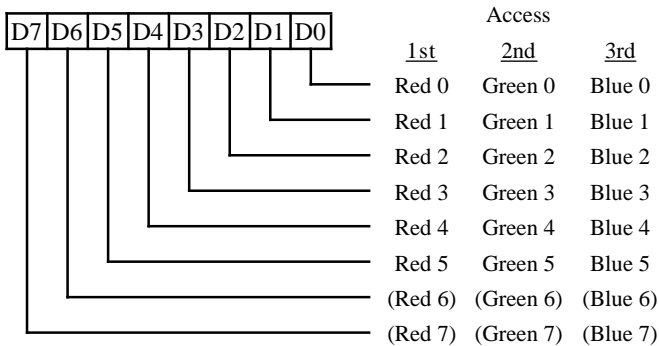 Access
D7 D6 D5 D4 D3 D2 D1 D0
1st 2nd 3rd
Red 0 Green 0 Blue 0
Red 1 Green 1 Blue 1
Red 2 Green 2 Blue 2
Red 3 Green 3 Blue 3
Red 4 Green 4 Blue 4
Red 5 Green 5 Blue 5
(Red 6) (Green 6) (Blue 6)
(Red 7) (Green 7) (Blue 7)